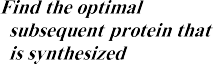 Find the optimal
subsequent protein that
is synthesized